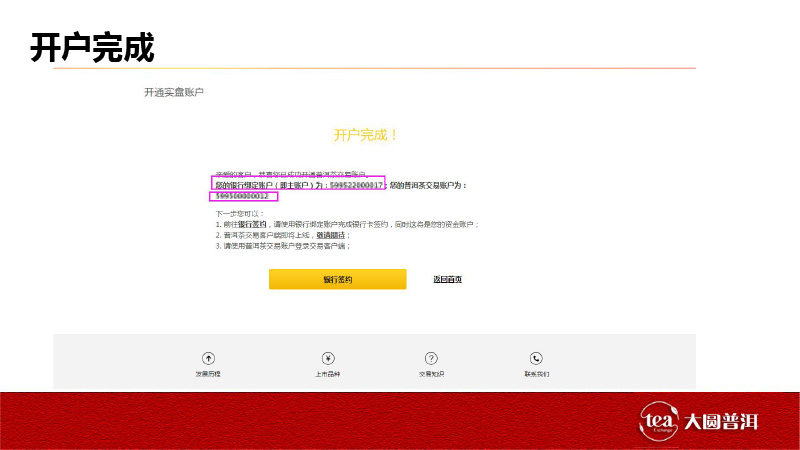 开户完成
开通实盘账户
开户完成！
亲爱的客户，恭喜您已成功开通普洱茶交易账户。
您的银行绑定账户（即主账户）为：599522000017；您的普洱茶交易账户为：
599500000012
下一步您可以：
1. 前往银行签约，请使用银行绑定账户完成银行卡签约，同时这将是您的资金账户；
2. 普洱茶交易客户端即将上线，敬请期待；
3. 请使用普洱茶交易账户登录交易客户端；
银行签约 返回首页
发展历程 上市品种 交易知识 联系我们
tea 大圆普洱
Exchange